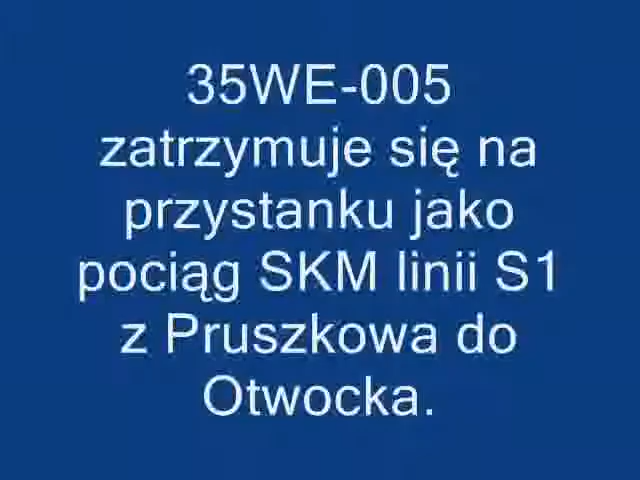 35WE-005
zatrzymuje się na
przystanku jako
pociąg SKM linii S1
z Pruszkowa do
Otwocka.